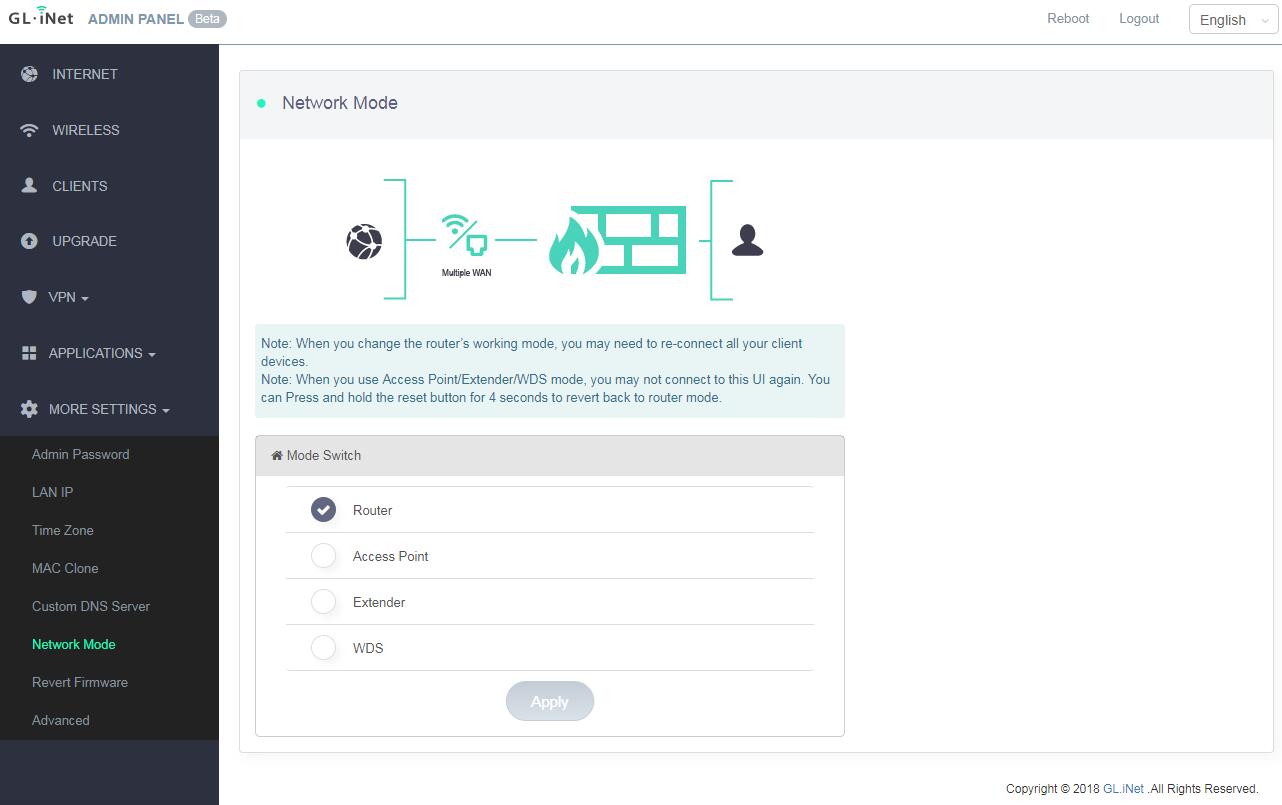 GL·iNet ADMIN PANEL Beta
Reboot Logout English
INTERNET
WIRELESS
CLIENTS
UPGRADE
VPN
APPLICATIONS
MORE SETTINGS
Admin Password
LAN IP
Time Zone
MAC Clone
Custom DNS Server
Network Mode
Revert Firmware
Advanced
Network Mode
Multiple WAN
Note: When you change the router’s working mode, you may need to re-connect all your client
devices.
Note: When you use Access Point/Extender/WDS mode, you may not connect to this UI again. You
can Press and hold the reset button for 4 seconds to revert back to router mode.
Mode Switch
Router
Access Point
Extender
WDS
Apply
Copyright © 2018 GL.iNet .All Rights Reserved.